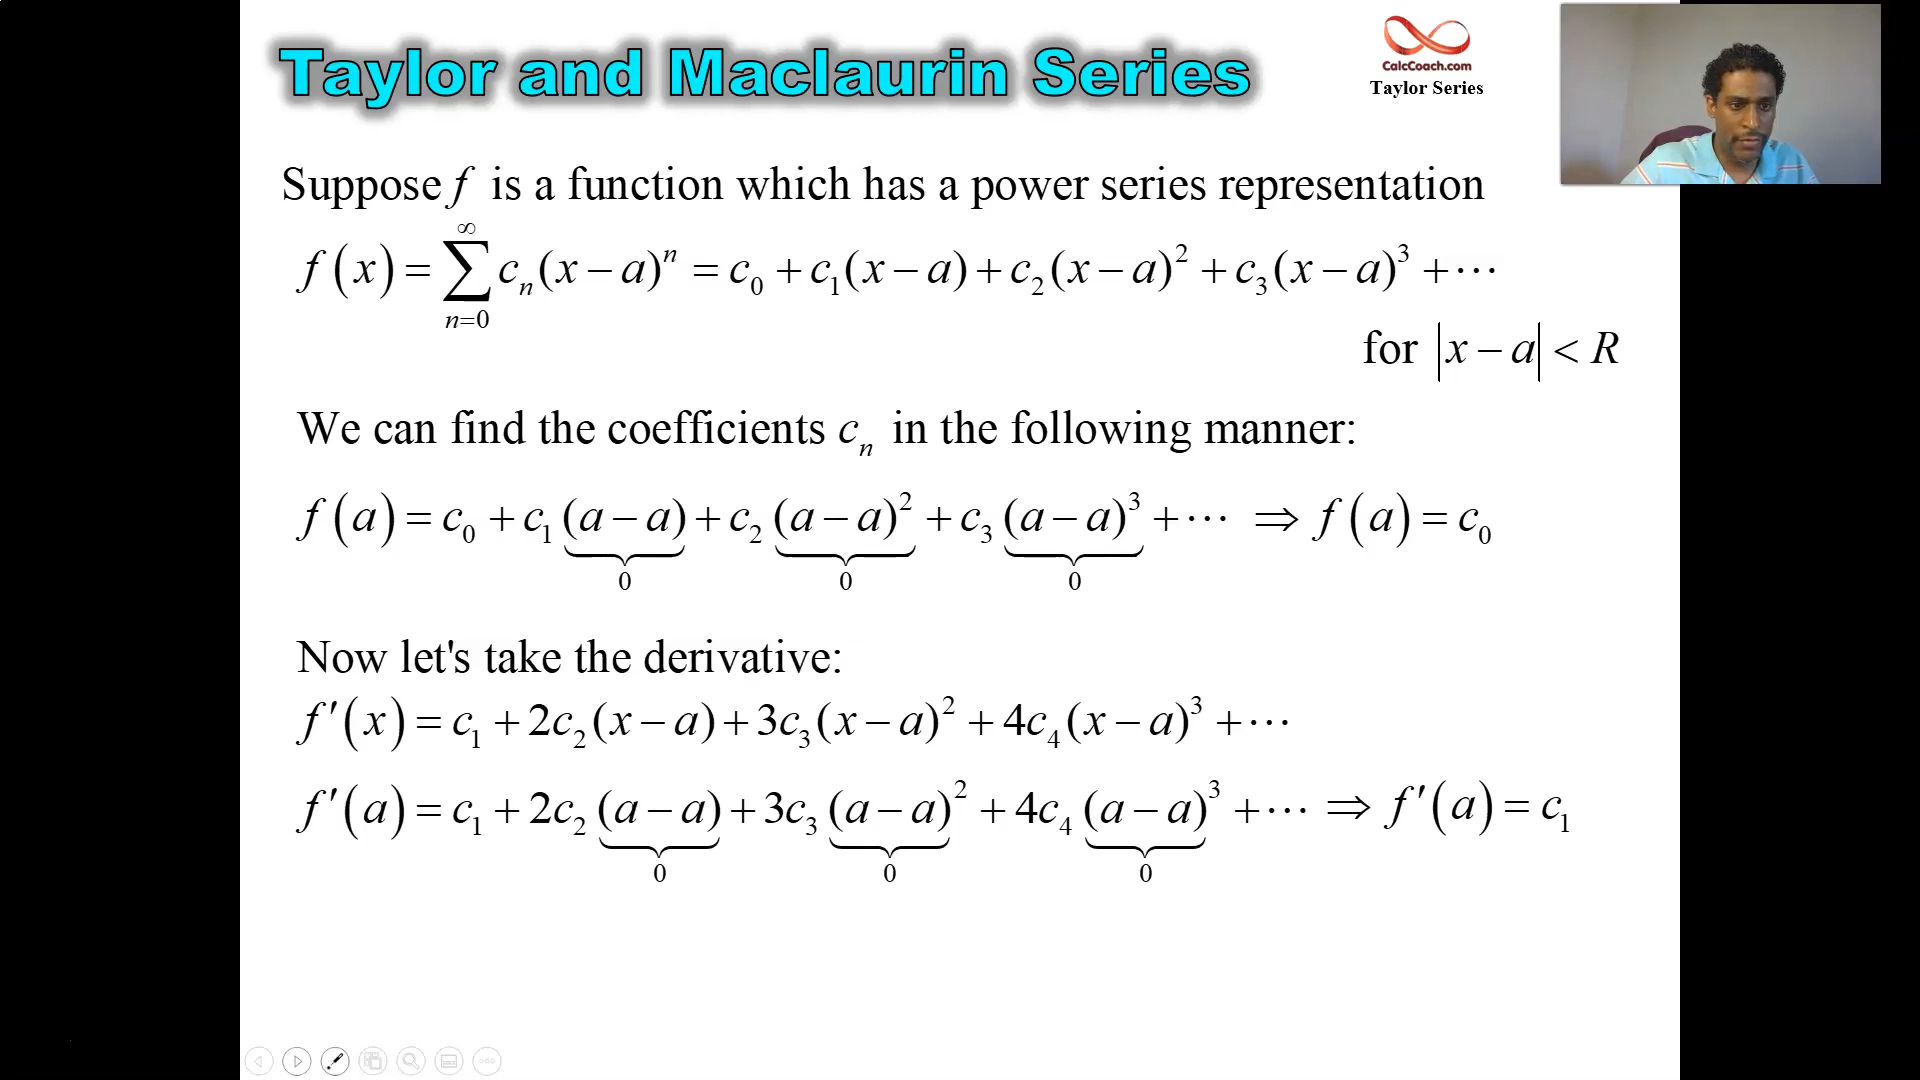 Taylor and Maclaurin Series
CalcCoach.com
Taylor Series
Suppose f is a function which has a power series representation
f(x) = ∑_{n=0}^{∞} c_n(x − a)^n = c_0 + c_1(x − a) + c_2(x − a)^2 + c_3(x − a)^3 + ⋯
for |x − a| < R
We can find the coefficients c_n in the following manner:
f(a) = c_0 + c_1(a − a) + c_2(a − a)^2 + c_3(a − a)^3 + ⋯ ⇒ f(a) = c_0
0 0 0
Now let's take the derivative:
f′(x) = c_1 + 2c_2(x − a) + 3c_3(x − a)^2 + 4c_4(x − a)^3 + ⋯
f′(a) = c_1 + 2c_2(a − a) + 3c_3(a − a)^2 + 4c_4(a − a)^3 + ⋯ ⇒ f′(a) = c_1
0 0 0